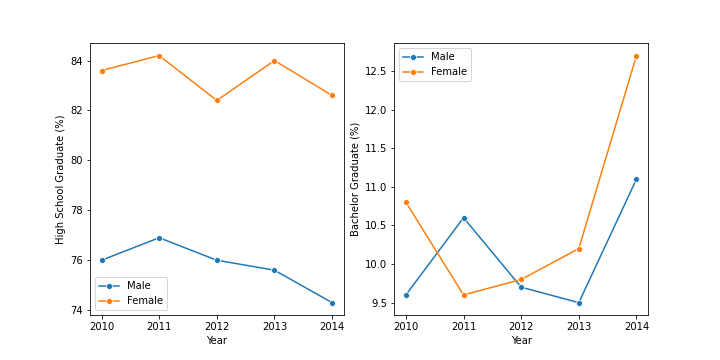 High School Graduate (%)
84
82
80
78
76
74
Male
Female
2010 2011 2012 2013 2014
Year
Bachelor Graduate (%)
12.5
12.0
11.5
11.0
10.5
10.0
9.5
Male
Female
2010 2011 2012 2013 2014
Year